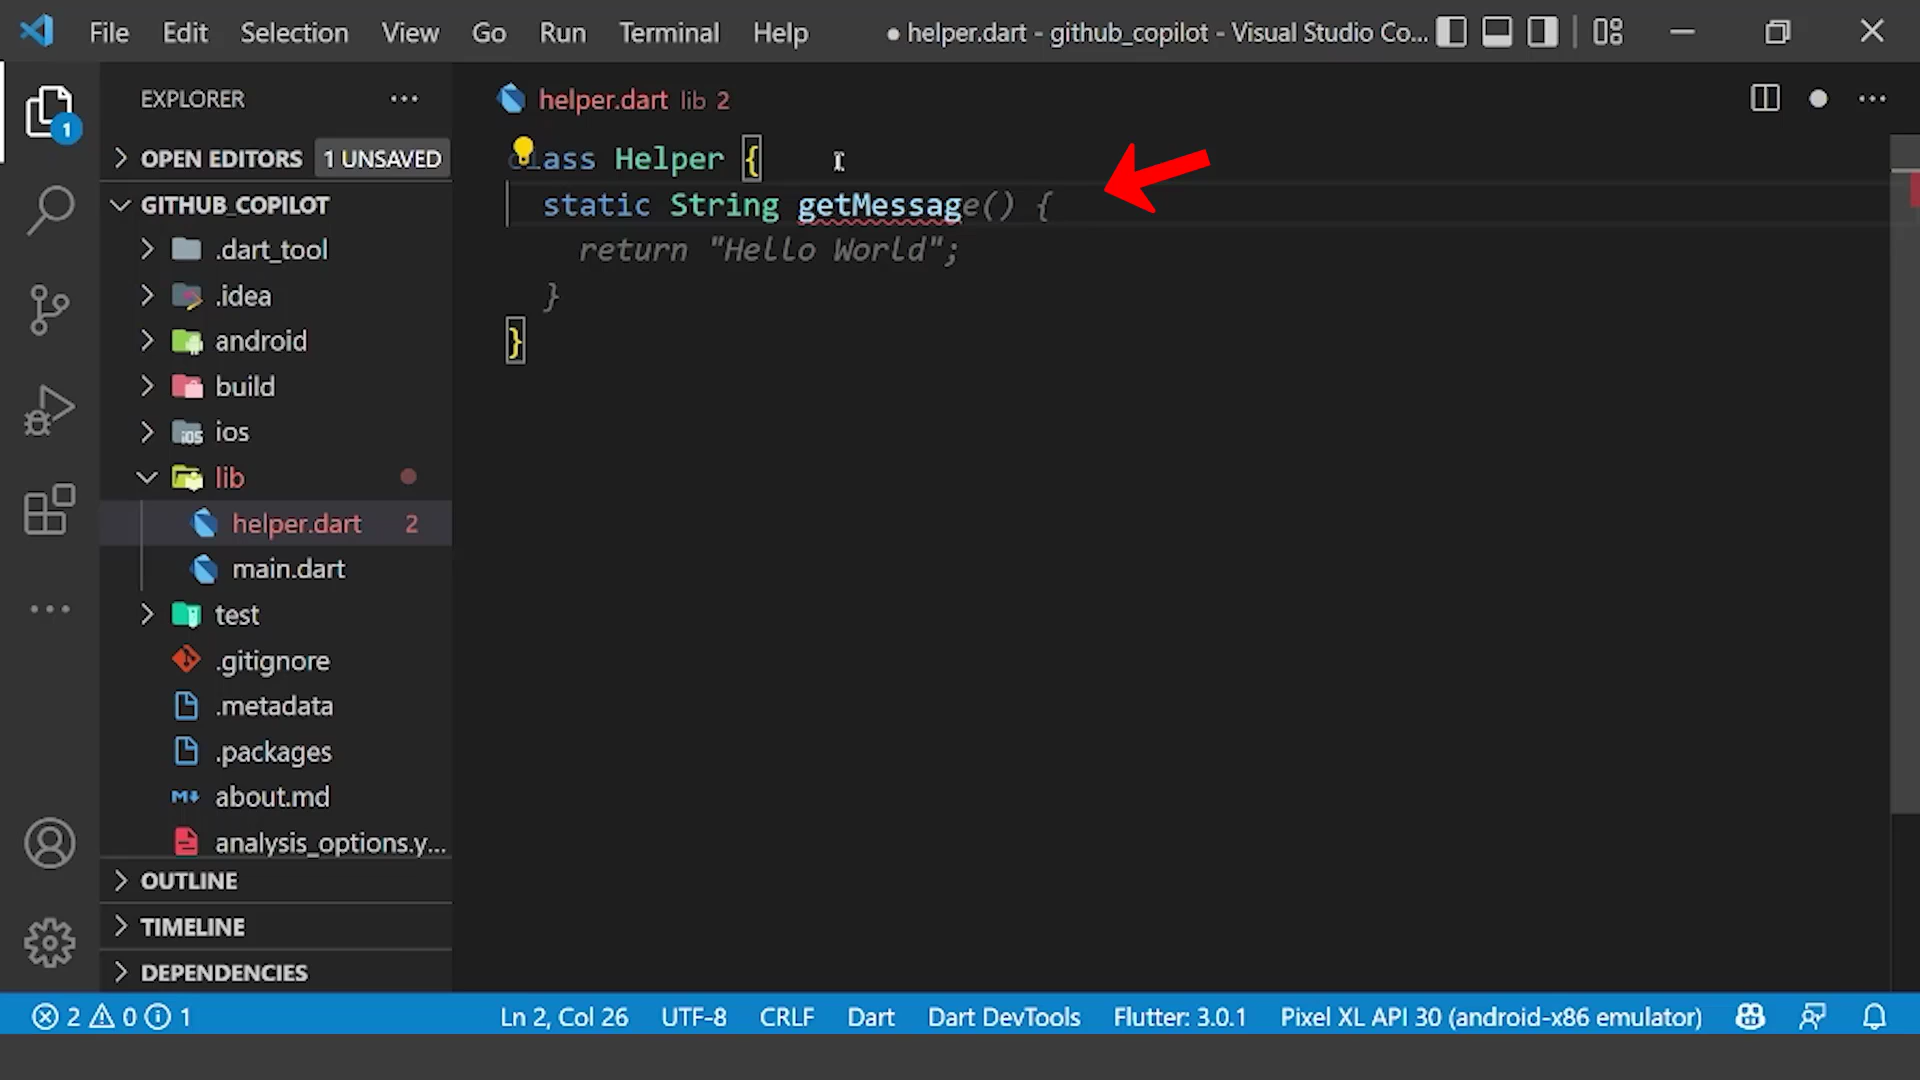 File Edit Selection View Go Run Terminal Help ● helper.dart - github_copilot - Visual Studio Co...
EXPLORER ...
helper.dart lib 2
OPEN EDITORS 1 UNSAVED
class Helper {
GITHUB_COPILOT
static String getMessage() {
.dart_tool
return "Hello World";
.idea
}
android
}
build
ios
lib
helper.dart 2
main.dart
test
.gitignore
.metadata
.packages
about.md
analysis_options.y...
OUTLINE
TIMELINE
DEPENDENCIES
1
2 0 1 Ln 2, Col 26 UTF-8 CRLF Dart Dart DevTools Flutter: 3.0.1 Pixel XL API 30 (android-x86 emulator)